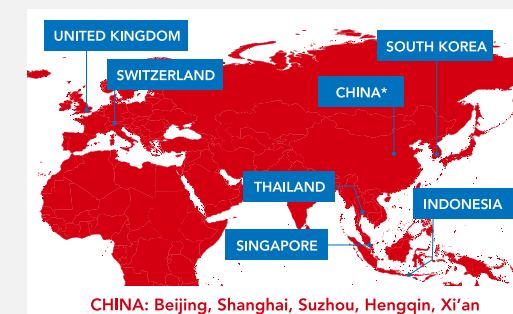 UNITED KINGDOM
SOUTH KOREA
SWITZERLAND
CHINA*
THAILAND
INDONESIA
SINGAPORE
CHINA: Beijing, Shanghai, Suzhou, Hengqin, Xi’an